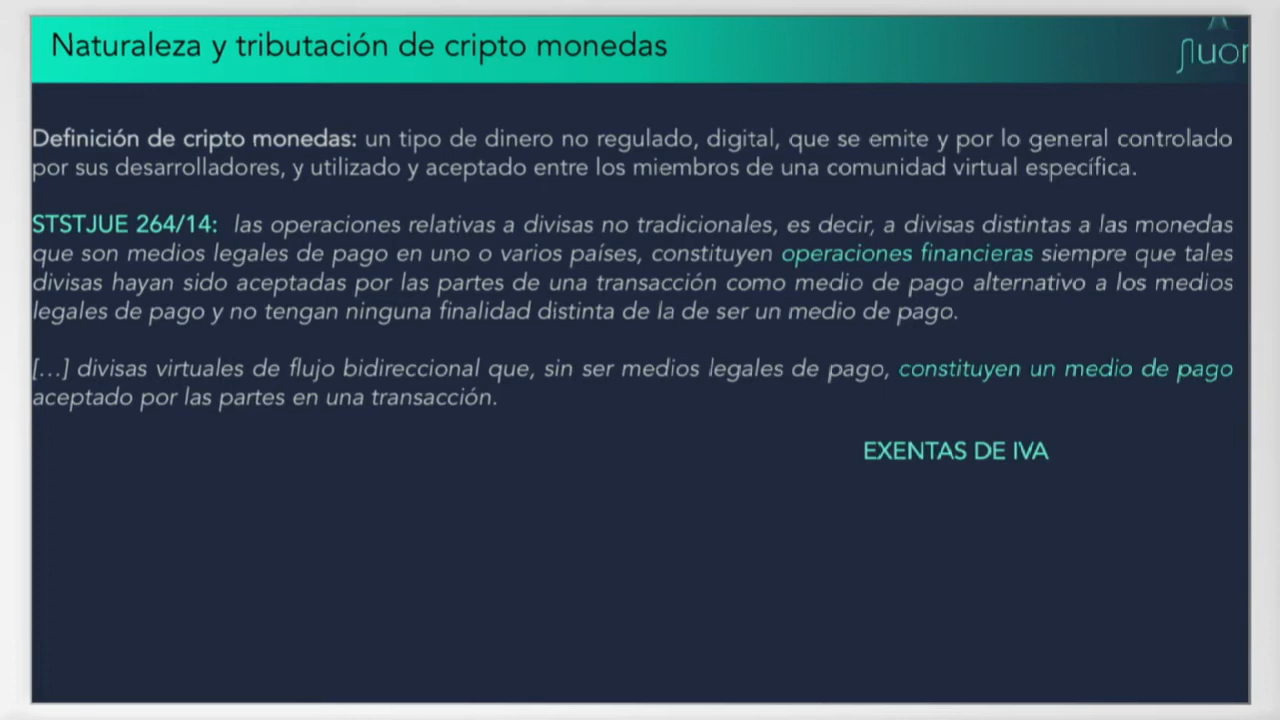 Naturaleza y tributación de cripto monedas
fluor
Definición de cripto monedas: un tipo de dinero no regulado, digital, que se emite y por lo general controlado
por sus desarrolladores, y utilizado y aceptado entre los miembros de una comunidad virtual específica.
STSTJUE 264/14: las operaciones relativas a divisas no tradicionales, es decir, a divisas distintas a las monedas
que son medios legales de pago en uno o varios países, constituyen operaciones financieras siempre que tales
divisas hayan sido aceptadas por las partes de una transacción como medio de pago alternativo a los medios
legales de pago y no tengan ninguna finalidad distinta de la de ser un medio de pago.
[...] divisas virtuales de flujo bidireccional que, sin ser medios legales de pago, constituyen un medio de pago
aceptado por las partes en una transacción.
EXENTAS DE IVA